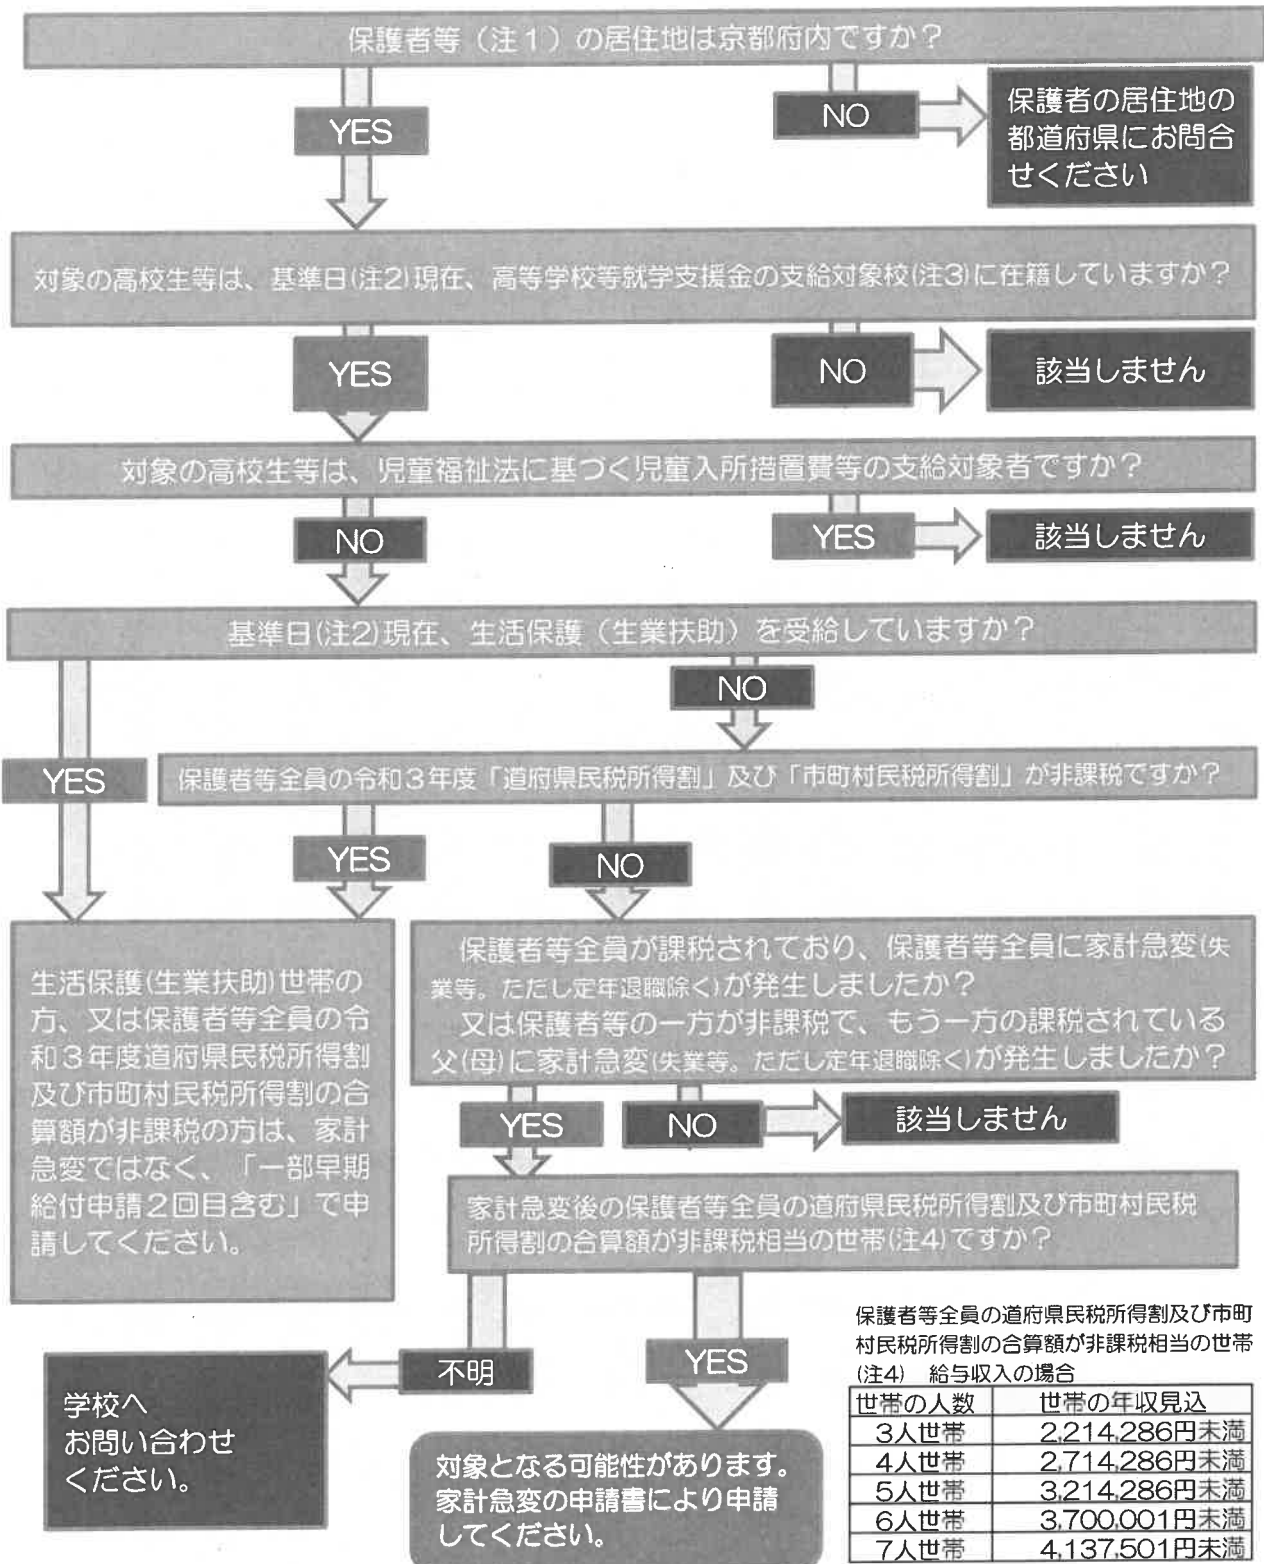 保護者等（注１）の居住地は京都府内ですか？
YES
NO
保護者の居住地の
都道府県にお問合
せください
対象の高校生等は、基準日(注2)現在、高等学校等就学支援金の支給対象校(注3)に在籍していますか？
YES
NO
該当しません
対象の高校生等は、児童福祉法に基づく児童入所措置費等の支給対象者ですか？
NO
YES
該当しません
基準日(注2)現在、生活保護（生業扶助）を受給していますか？
NO
YES
保護者等全員の令和３年度「道府県民税所得割」及び「市町村民税所得割」が非課税ですか？
YES
NO
生活保護(生業扶助)世帯の
方、又は保護者等全員の令
和３年度道府県民税所得割
及び市町村民税所得割の合
算額が非課税の方は、家計
急変ではなく、「一部早期
給付申請２回目含む」で申
請してください。
保護者等全員が課税されており、保護者等全員に家計急変(失
業等。ただし定年退職除く)が発生しましたか？
又は保護者等の一方が非課税で、もう一方の課税されている
父(母)に家計急変(失業等。ただし定年退職除く)が発生しましたか？
YES
NO
該当しません
家計急変後の保護者等全員の道府県民税所得割及び市町村民税
所得割の合算額が非課税相当の世帯(注4)ですか？
不明
YES
学校へ
お問い合わせ
ください。
対象となる可能性があります。
家計急変の申請書により申請
してください。
保護者等全員の道府県民税所得割及び市町
村民税所得割の合算額が非課税相当の世帯
(注4)　給与収入の場合
世帯の人数 世帯の年収見込
3人世帯 2,214,286円未満
4人世帯 2,714,286円未満
5人世帯 3,214,286円未満
6人世帯 3,700,001円未満
7人世帯 4,137,501円未満